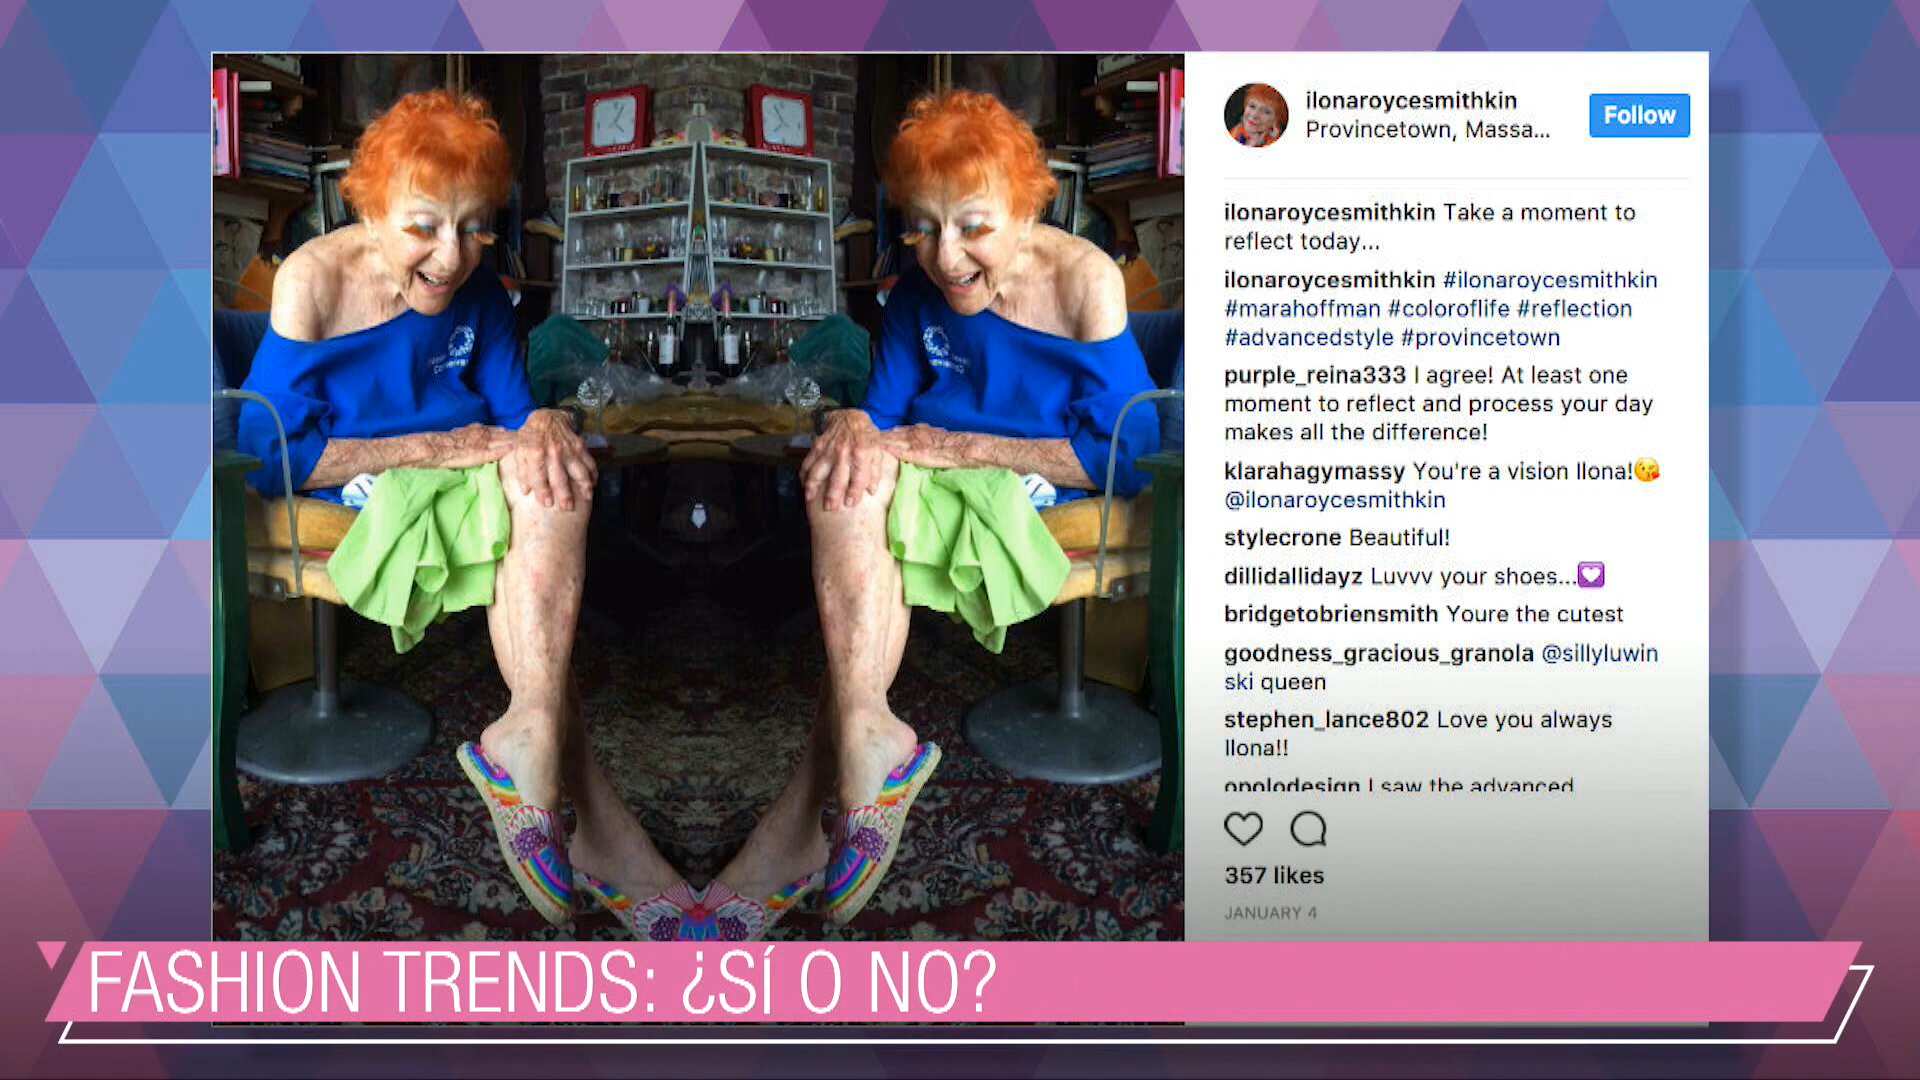 ilonaroycesmithkin
Provincetown, Massa...
Follow
ilonaroycesmithkin Take a moment to
reflect today...
ilonaroycesmithkin #ilonaroycesmithkin
#marahoffman #coloroflife #reflection
#advancedstyle #provincetown
purple_reina333 I agree! At least one
moment to reflect and process your day
makes all the difference!
klarahagymassy You're a vision Ilona!😘
@ilonaroycesmithkin
stylecrone Beautiful!
dillidallidayz Luvvv your shoes...💟
bridgetobriensmith Youre the cutest
goodness_gracious_granola @sillyluwin
ski queen
stephen_lance802 Love you always
Ilona!!
opolodesign I saw the advanced
357 likes
JANUARY 4
FASHION TRENDS: ¿SÍ O NO?